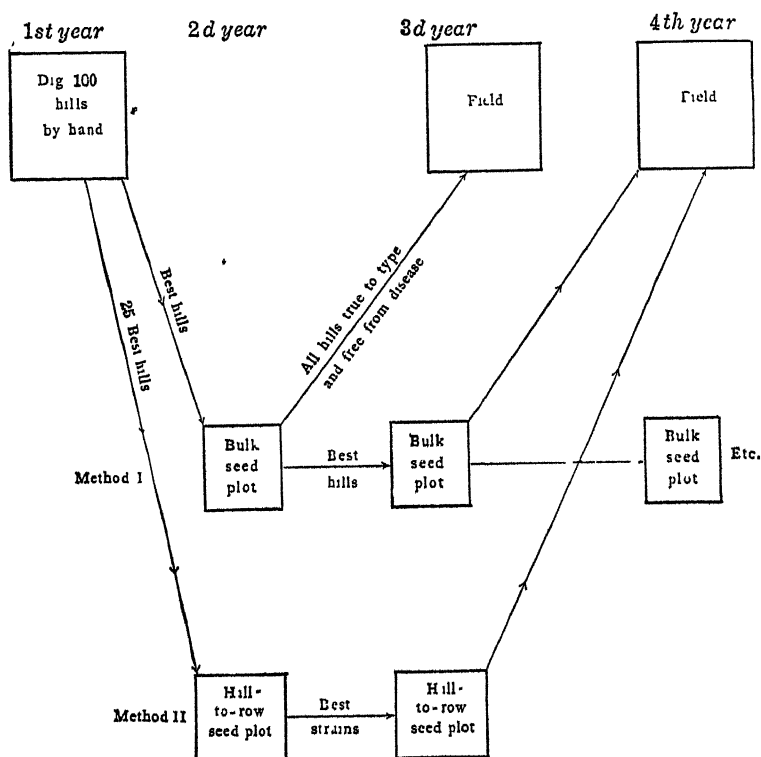 1st year
2d year
3d year
4th year
Dig 100
hills
by hand
Field
Field
Best hills
25 Best hills
All hills true to type
and free from disease
Method I
Bulk
seed
plot
Best
hills
Bulk
seed
plot
Bulk
seed
plot
Etc.
Method II
Hill-
to-row
seed plot
Best
strains
Hill-
to-row
seed plot